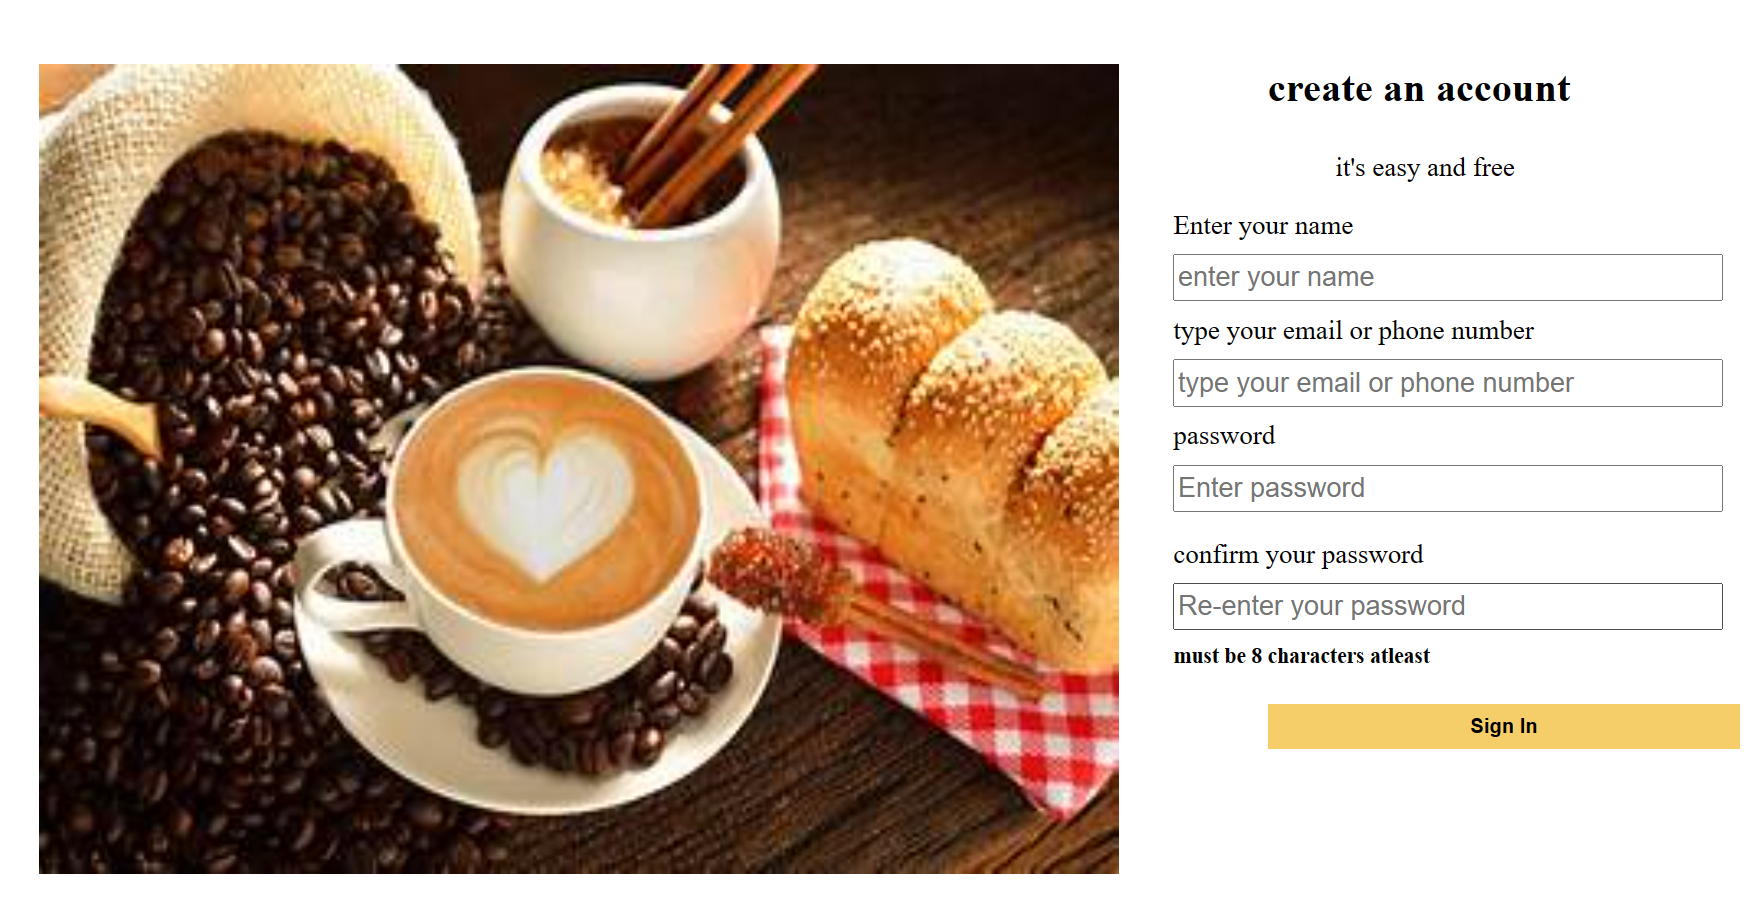 create an account
it's easy and free
Enter your name
enter your name
type your email or phone number
type your email or phone number
password
Enter password
confirm your password
Re-enter your password
must be 8 characters atleast
Sign In